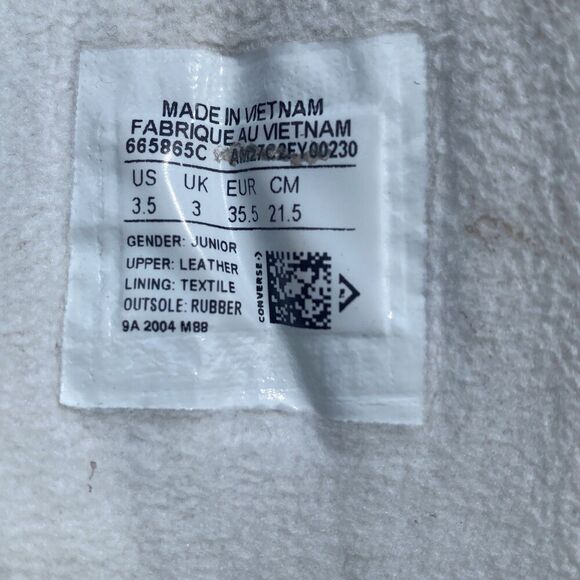 MADE IN VIETNAM
FABRIQUE AU VIETNAM
665865C
US UK EUR CM
3.5 3 35.5 21.5
GENDER: JUNIOR
UPPER: LEATHER
LINING: TEXTILE
OUTSOLE: RUBBER
9A 2004 M88
CONVERSE